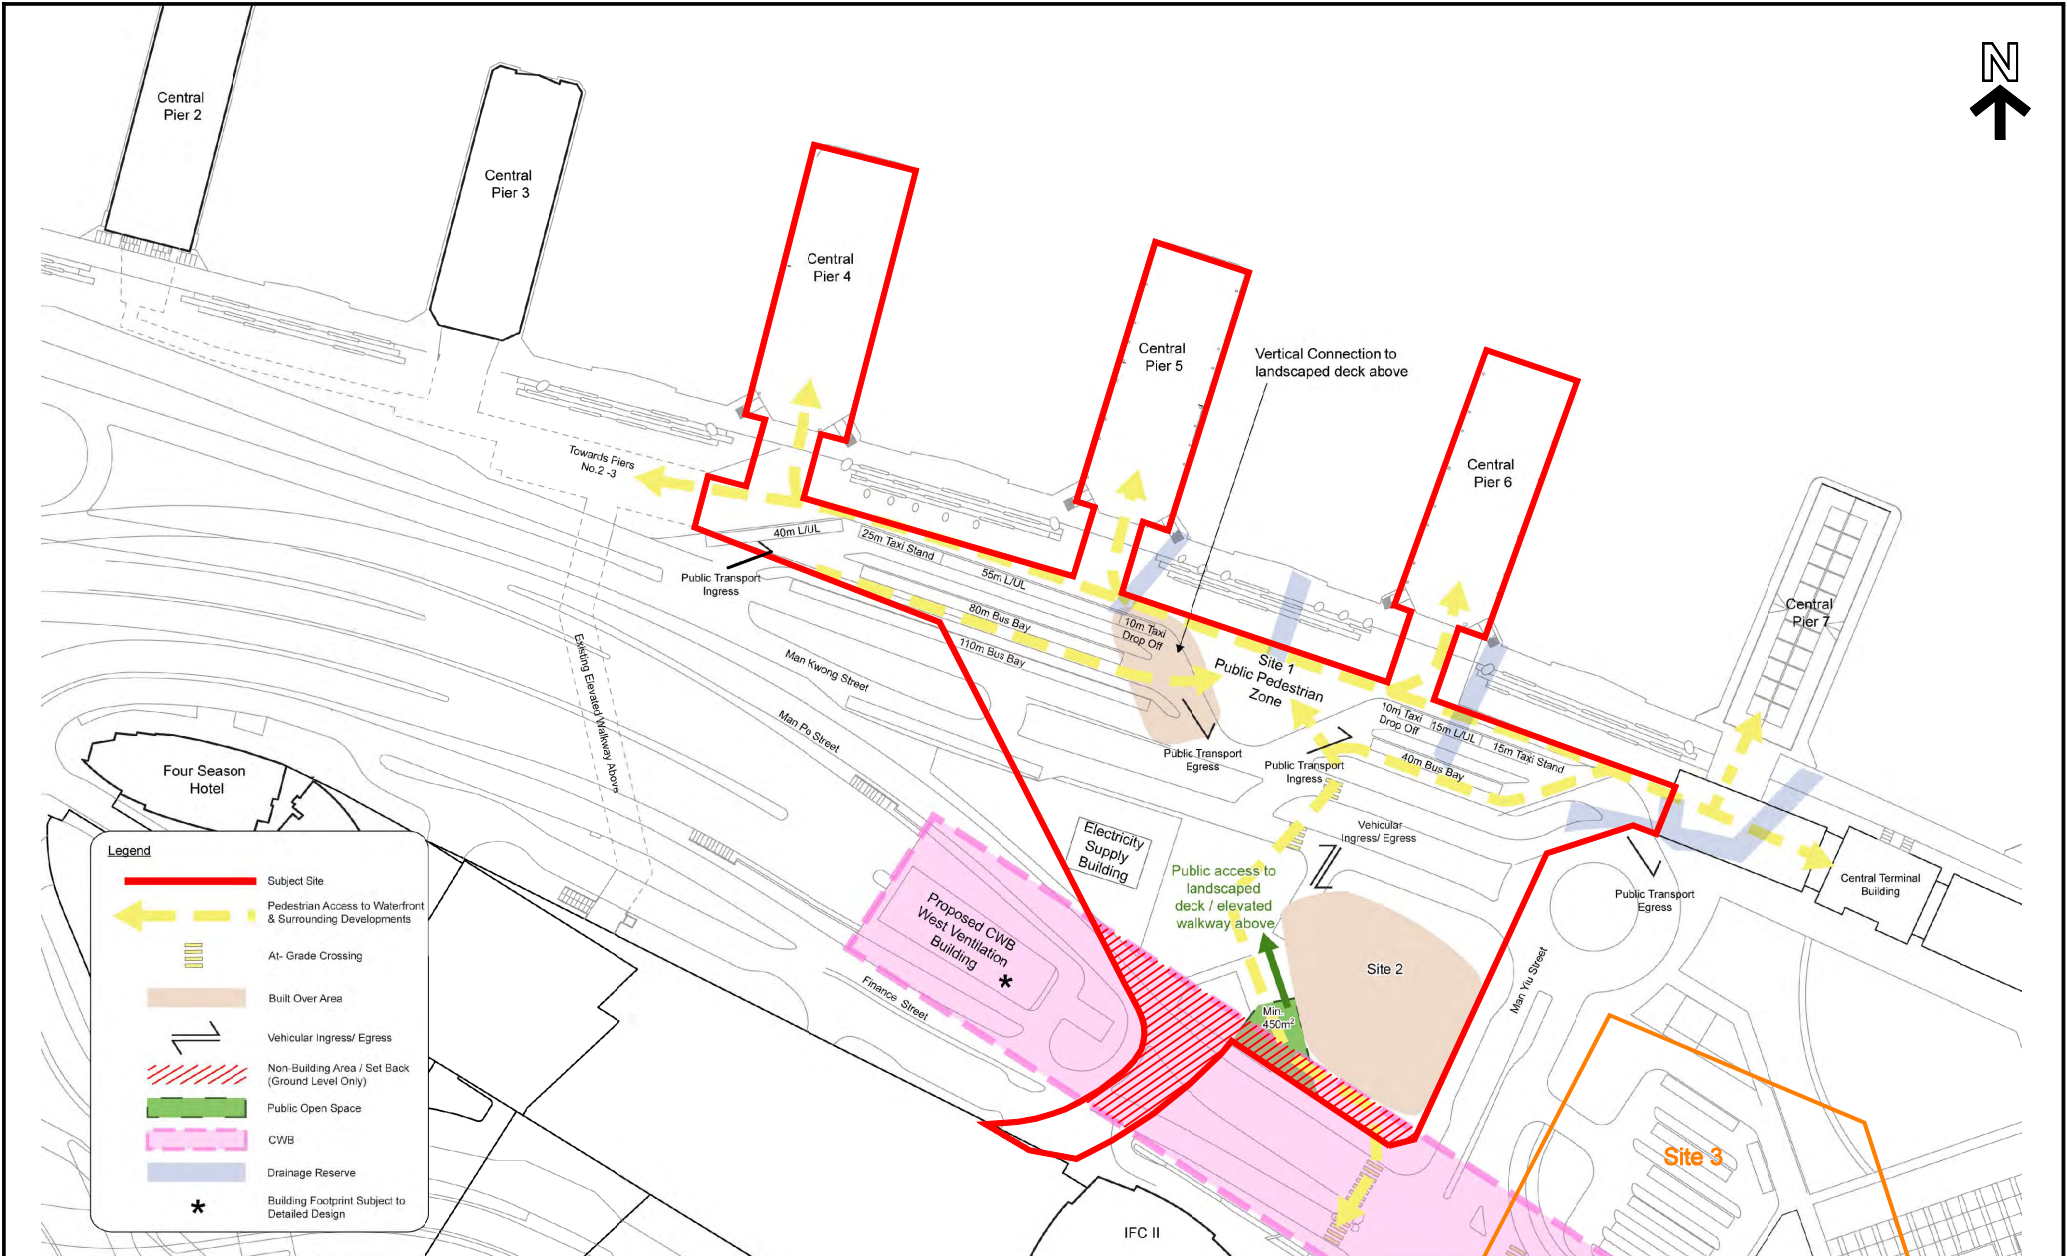 N
Central
Pier 2
Central
Pier 3
Central
Pier 4
Central
Pier 5
Vertical Connection to
landscaped deck above
Central
Pier 6
Central
Pier 7
Towards Piers
No.2 -3
40m L/UL
25m Taxi Stand
55m L/UL
80m Bus Bay
110m Bus Bay
Public Transport
Ingress
10m Taxi
Drop Off
Site 1
Public Pedestrian
Zone
10m Taxi
Drop Off
15m L/UL
15m Taxi Stand
40m Bus Bay
Public Transport
Egress
Public Transport
Ingress
Man Kwong Street
Man Po Street
Existing Elevated Walkway Above
Four Season
Hotel
Electricity
Supply
Building
Vehicular
Ingress/ Egress
Public access to
landscaped
deck / elevated
walkway above
Public Transport
Egress
Central Terminal
Building
Proposed CWB
West Ventilation
Building
*
Finance Street
Site 2
Min.
450m²
Man Yiu Street
Site 3
IFC II
Legend
Subject Site
Pedestrian Access to Waterfront
& Surrounding Developments
At- Grade Crossing
Built Over Area
Vehicular Ingress/ Egress
Non-Building Area / Set Back
(Ground Level Only)
Public Open Space
CWB
Drainage Reserve
*
Building Footprint Subject to
Detailed Design